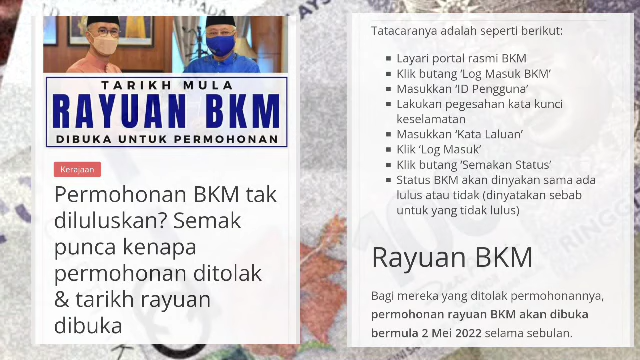 TARIKH MULA
RAYUAN BKM
DIBUKA UNTUK PERMOHONAN
Kerajaan
Permohonan BKM tak
diluluskan? Semak
punca kenapa
permohonan ditolak
& tarikh rayuan
dibuka
Tatacaranya adalah seperti berikut:
Layari portal rasmi BKM
Klik butang ‘Log Masuk BKM’
Masukkan ‘ID Pengguna’
Lakukan pegesahan kata kunci
keselamatan
Masukkan ‘Kata Laluan’
Klik ‘Log Masuk’
Klik butang ‘Semakan Status’
Status BKM akan dinyakan sama ada
lulus atau tidak (dinyatakan sebab
untuk yang tidak lulus)
Rayuan BKM
Bagi mereka yang ditolak permohonannya,
permohonan rayuan BKM akan dibuka
bermula 2 Mei 2022 selama sebulan.